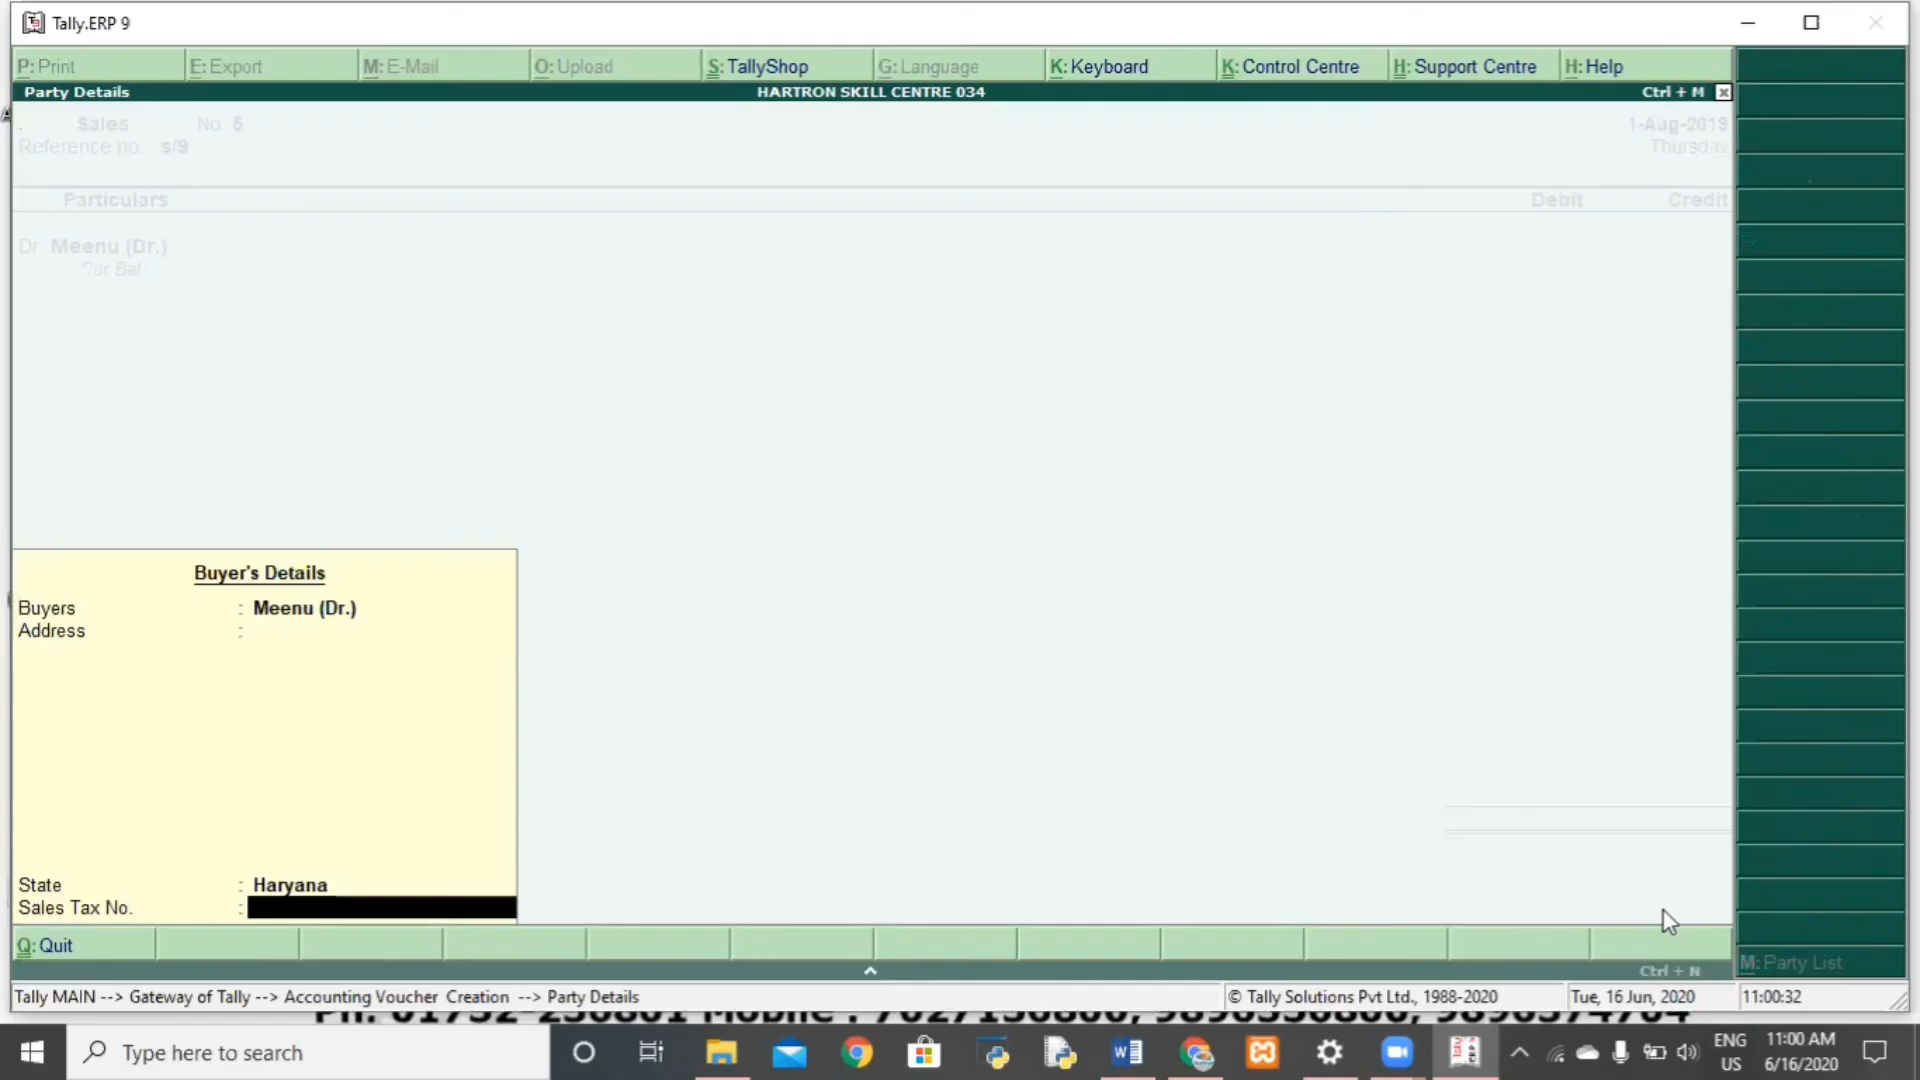 Tally.ERP 9
P: Print E: Export M: E-Mail O: Upload S: TallyShop G: Language K: Keyboard K: Control Centre H: Support Centre H: Help
Party Details HARTRON SKILL CENTRE 034 Ctrl + M
Sales No. 5 1-Aug-2019
Reference no. : s/9 Thursday
Particulars Debit Credit
Dr Meenu (Dr.)
Cur Bal:
Buyer's Details
Buyers : Meenu (Dr.)
Address :
State : Haryana
Sales Tax No. :
Q: Quit
Ctrl + N
M: Party List
Tally MAIN --> Gateway of Tally --> Accounting Voucher Creation --> Party Details © Tally Solutions Pvt Ltd., 1988-2020 Tue, 16 Jun, 2020 11:00:32
Type here to search
ENG 11:00 AM
US 6/16/2020